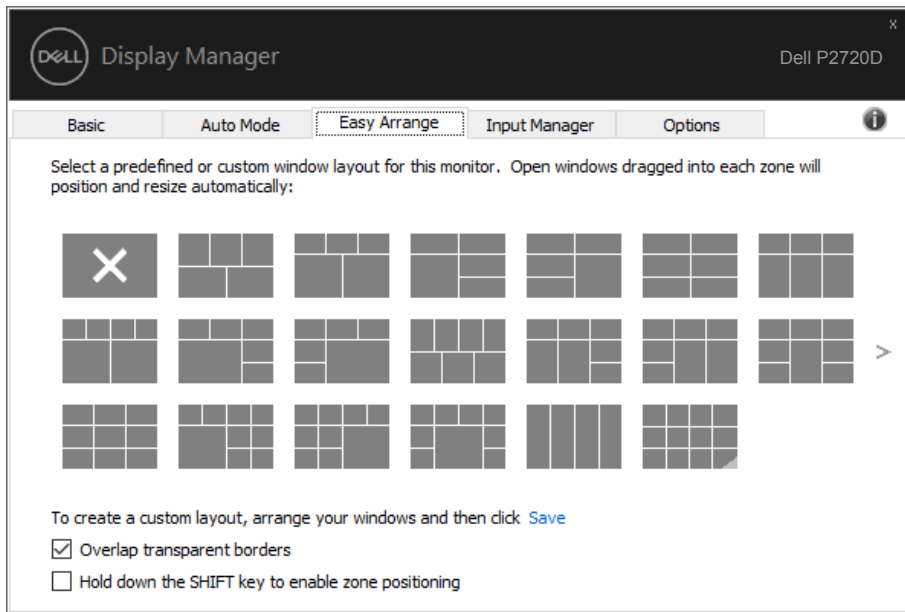 DELL Display Manager
x
Dell P2720D
Basic Auto Mode Easy Arrange Input Manager Options
Select a predefined or custom window layout for this monitor. Open windows dragged into each zone will
position and resize automatically:
>
To create a custom layout, arrange your windows and then click Save
Overlap transparent borders
Hold down the SHIFT key to enable zone positioning